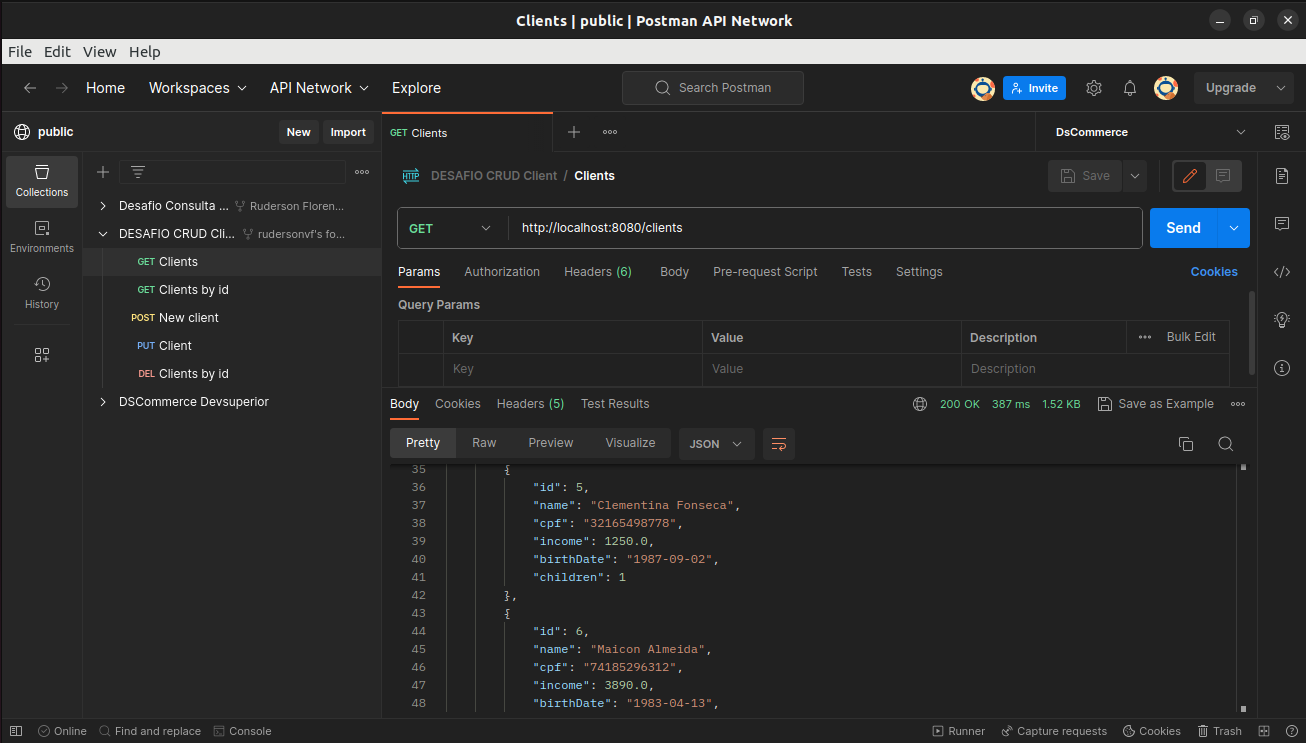 Clients | public | Postman API Network
File Edit View Help
Home Workspaces API Network Explore Search Postman Invite Upgrade
public New Import
GET Clients
DsCommerce
Collections
Environments
History
Desafio Consulta ... Ruderson Floren...
DESAFIO CRUD Cli... rudersonvf's fo...
GET Clients
GET Clients by id
POST New client
PUT Client
DEL Clients by id
DSCommerce Devsuperior
HTTP DESAFIO CRUD Client / Clients Save
GET http://localhost:8080/clients Send
Params Authorization Headers (6) Body Pre-request Script Tests Settings Cookies
Query Params
Key Value Description Bulk Edit
Key Value Description
Body Cookies Headers (5) Test Results 200 OK 387 ms 1.52 KB Save as Example
Pretty Raw Preview Visualize JSON
35 {
36 "id": 5,
37 "name": "Clementina Fonseca",
38 "cpf": "32165498778",
39 "income": 1250.0,
40 "birthDate": "1987-09-02",
41 "children": 1
42 },
43 {
44 "id": 6,
45 "name": "Maicon Almeida",
46 "cpf": "74185296312",
47 "income": 3890.0,
48 "birthDate": "1983-04-13",
Online Find and replace Console Runner Capture requests Cookies Trash